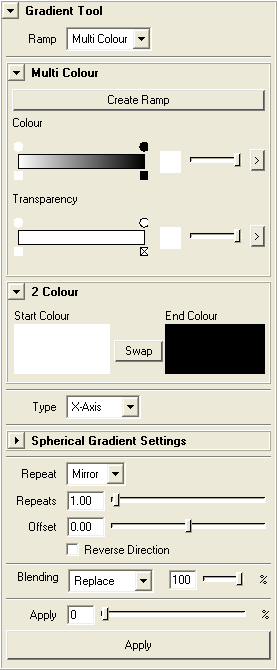 Gradient Tool
Ramp Multi Colour
Multi Colour
Create Ramp
Colour
>
Transparency
>
2 Colour
Start Colour End Colour
Swap
Type X-Axis
Spherical Gradient Settings
Repeat Mirror
Repeats 1.00
Offset 0.00
Reverse Direction
Blending Replace 100 %
Apply 0 %
Apply